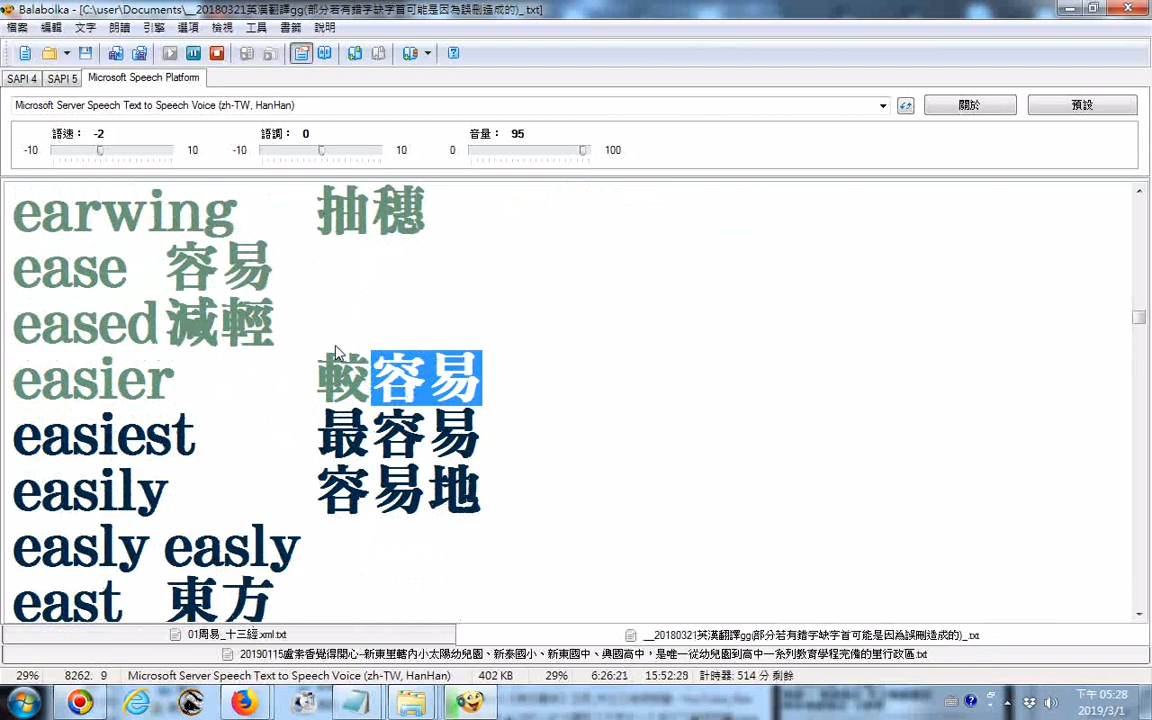 Balabolka - [C:\user\Documents\__20180321英漢翻譯gg(部分若有錯字缺字首可能是因為誤刪造成的)_.txt]
檔案 編輯 文字 朗讀 引擎 選項 檢視 工具 書籤 說明
SAPI 4 SAPI 5 Microsoft Speech Platform
Microsoft Server Speech Text to Speech Voice (zh-TW, HanHan) 關於 預設
語速： -2 語調： 0 音量： 95
-10 10 -10 10 0 100
earwing 抽穗
ease 容易
eased 減輕
easier 較容易
easiest 最容易
easily 容易地
easly easly
east 東方
01周易_十三經.xml.txt __20180321英漢翻譯gg(部分若有錯字缺字首可能是因為誤刪造成的)_.txt
20190115盧素香覺得開心-新東里轄內小太陽幼兒園、新泰國小、新東國中、典國高中，是唯一從幼兒園到高中一系列教育學程完備的里行政區.txt
29% 8262: 9 Microsoft Server Speech Text to Speech Voice (zh-TW, HanHan) 402 KB 29% 6:26:21 15:52:28 計時器: 514 分 剩餘
下午 05:28
2019/3/1